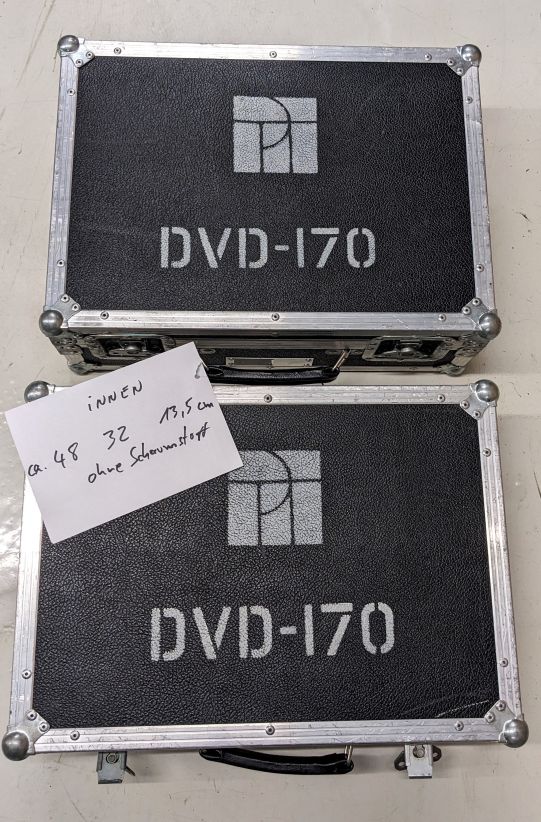 DVD-170
iNNEN
ca. 48 32 13,5 cm
ohne Schaumstoff
DVD-170